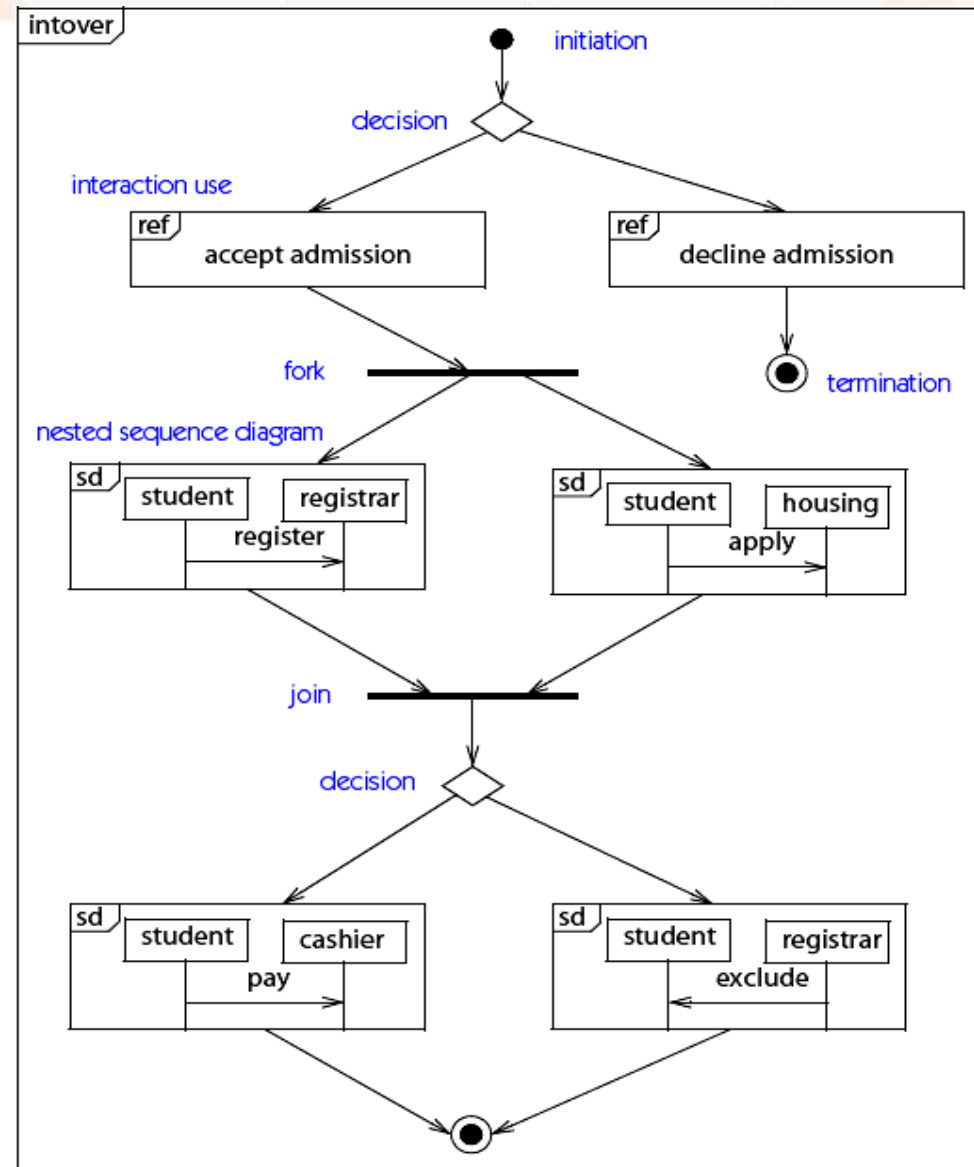 intover
initiation
decision
interaction use
ref
accept admission
ref
decline admission
fork
termination
nested sequence diagram
sd
student
registrar
register
sd
student
housing
apply
join
decision
sd
student
cashier
pay
sd
student
registrar
exclude